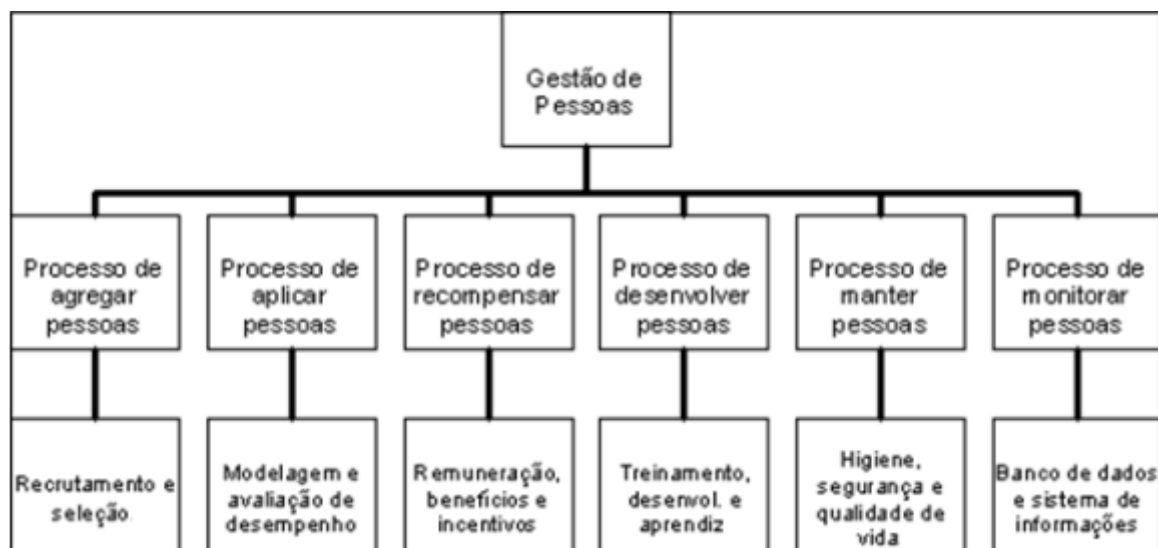 Gestão de
Pessoas
Processo de
agregar
pessoas
Processo de
aplicar
pessoas
Processo de
recompensar
pessoas
Processo de
desenvolver
pessoas
Processo de
manter
pessoas
Processo de
monitorar
pessoas
Recrutamento e
seleção.
Modelagem e
avaliação de
desempenho
Remuneração,
benefícios e
incentivos
Treinamento,
desenvol. e
aprendiz
Higiene,
segurança e
qualidade de
vida
Banco de dados
e sistema de
informações